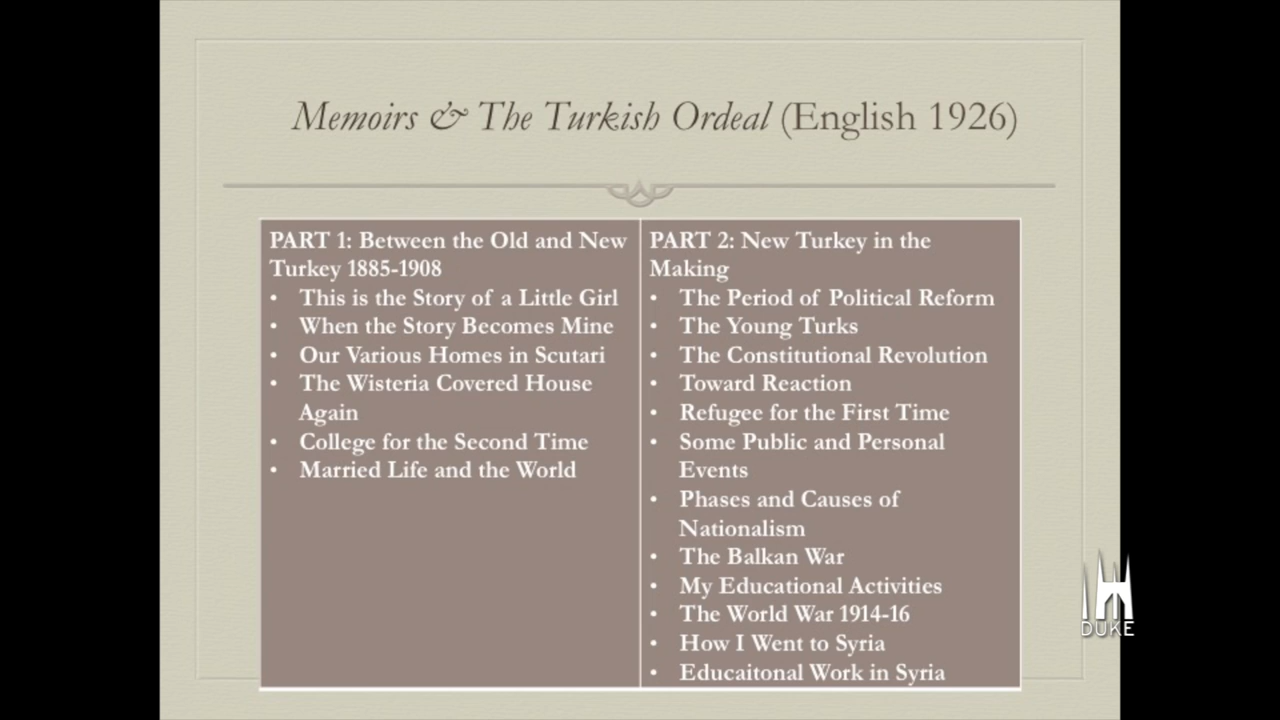 Memoirs & The Turkish Ordeal (English 1926)
PART 1: Between the Old and New
Turkey 1885-1908
• This is the Story of a Little Girl
• When the Story Becomes Mine
• Our Various Homes in Scutari
• The Wisteria Covered House
Again
• College for the Second Time
• Married Life and the World
PART 2: New Turkey in the
Making
• The Period of Political Reform
• The Young Turks
• The Constitutional Revolution
• Toward Reaction
• Refugee for the First Time
• Some Public and Personal
Events
• Phases and Causes of
Nationalism
• The Balkan War
• My Educational Activities
• The World War 1914-16
• How I Went to Syria
• Educaitonal Work in Syria
DUKE